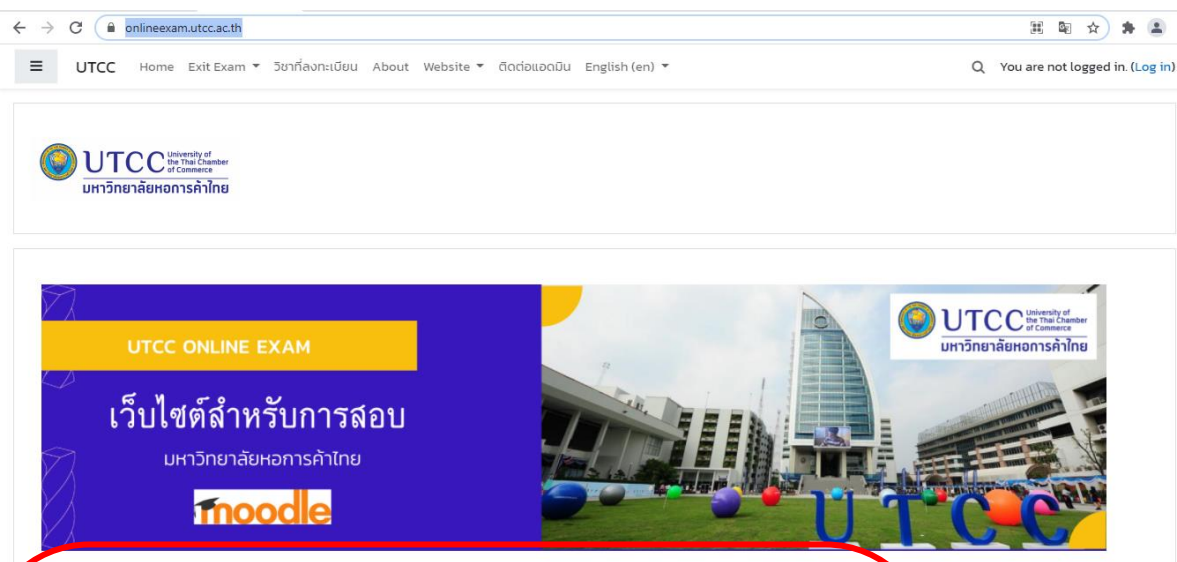 onlineexam.utcc.ac.th
UTCC Home Exit Exam วิชาที่ลงทะเบียน About Website ติดต่อแอดมิน English (en) You are not logged in. (Log in)
UTCC University of the Thai Chamber of Commerce
มหาวิทยาลัยหอการค้าไทย
UTCC ONLINE EXAM
เว็บไซต์สำหรับการสอบ
มหาวิทยาลัยหอการค้าไทย
moodle
UTCC University of the Thai Chamber of Commerce
มหาวิทยาลัยหอการค้าไทย
UTCC